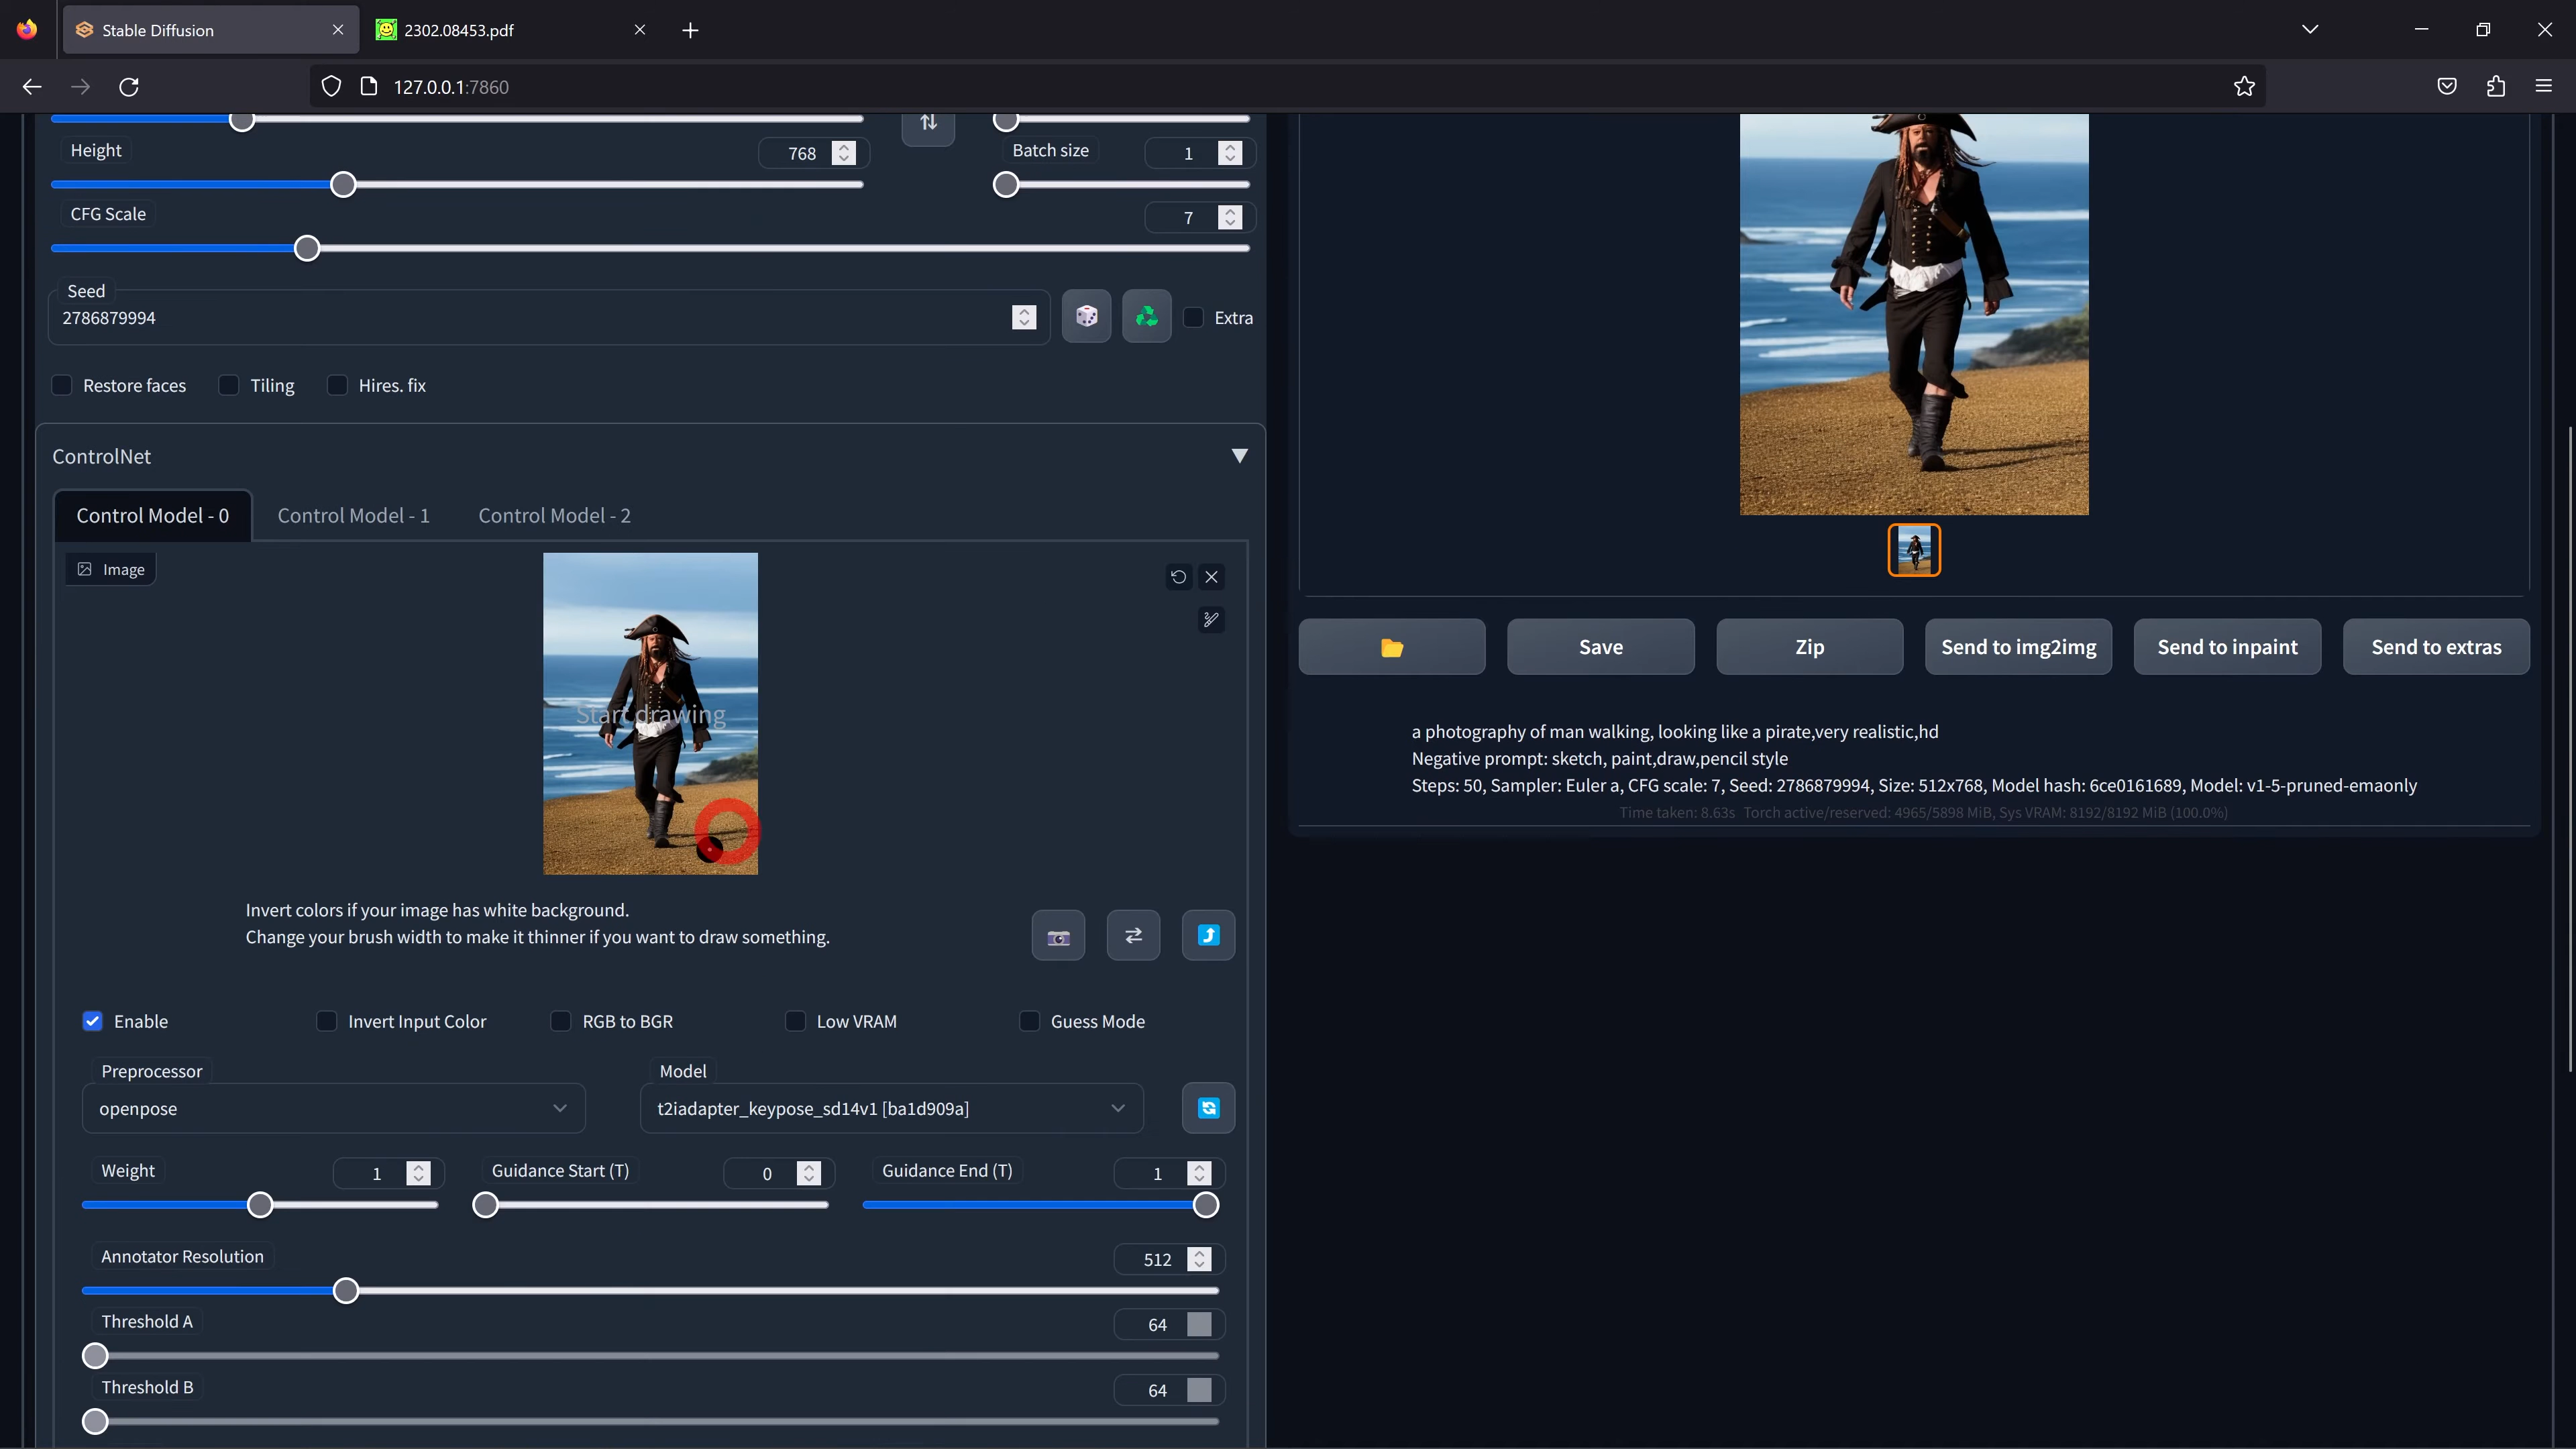 Stable Diffusion
2302.08453.pdf
127.0.0.1:7860
Height
768
Batch size
1
CFG Scale
7
Seed
2786879994
Extra
Restore faces
Tiling
Hires. fix
ControlNet
Control Model - 0
Control Model - 1
Control Model - 2
Image
Start drawing
Invert colors if your image has white background.
Change your brush width to make it thinner if you want to draw something.
Enable
Invert Input Color
RGB to BGR
Low VRAM
Guess Mode
Preprocessor
openpose
Model
t2iadapter_keypose_sd14v1 [ba1d909a]
Weight
1
Guidance Start (T)
0
Guidance End (T)
1
Annotator Resolution
512
Threshold A
64
Threshold B
64
Save
Zip
Send to img2img
Send to inpaint
Send to extras
a photography of man walking, looking like a pirate,very realistic,hd
Negative prompt: sketch, paint,draw,pencil style
Steps: 50, Sampler: Euler a, CFG scale: 7, Seed: 2786879994, Size: 512x768, Model hash: 6ce0161689, Model: v1-5-pruned-emaonly
Time taken: 8.63s Torch active/reserved: 4965/5898 MiB, Sys VRAM: 8192/8192 MiB (100.0%)